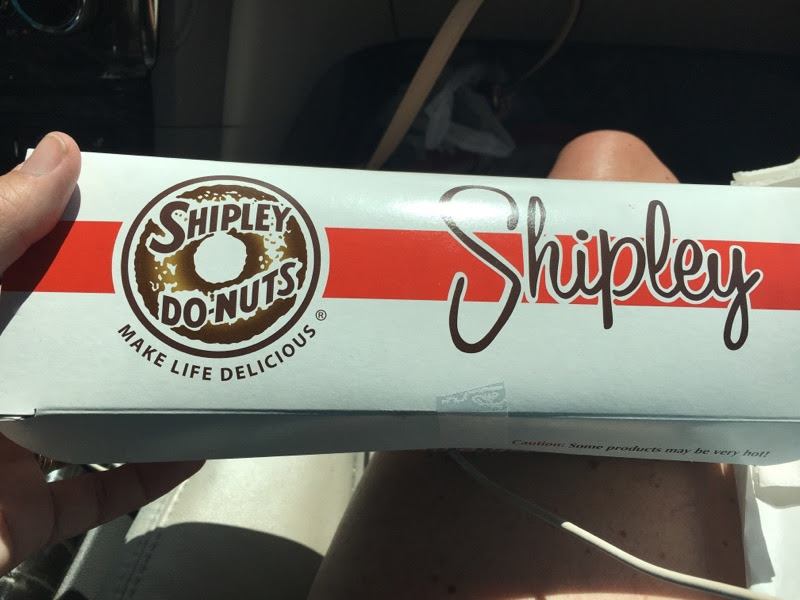 SHIPLEY
DO-NUTS
MAKE LIFE DELICIOUS ®
Shipley
Caution: Some products may be very hot!